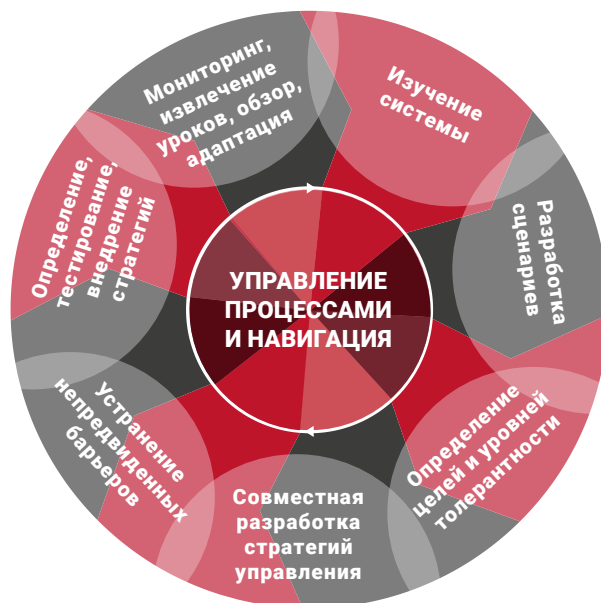 Изучение
системы
Разработка
сценариев
Определение
целей и уровней
толерантности
Совместная
разработка
стратегий
управления
Устранение
непредвиденных
барьеров
Определение,
тестирование,
внедрение
стратегий
Мониторинг,
извлечение
уроков, обзор,
адаптация
УПРАВЛЕНИЕ
ПРОЦЕССАМИ
И НАВИГАЦИЯ